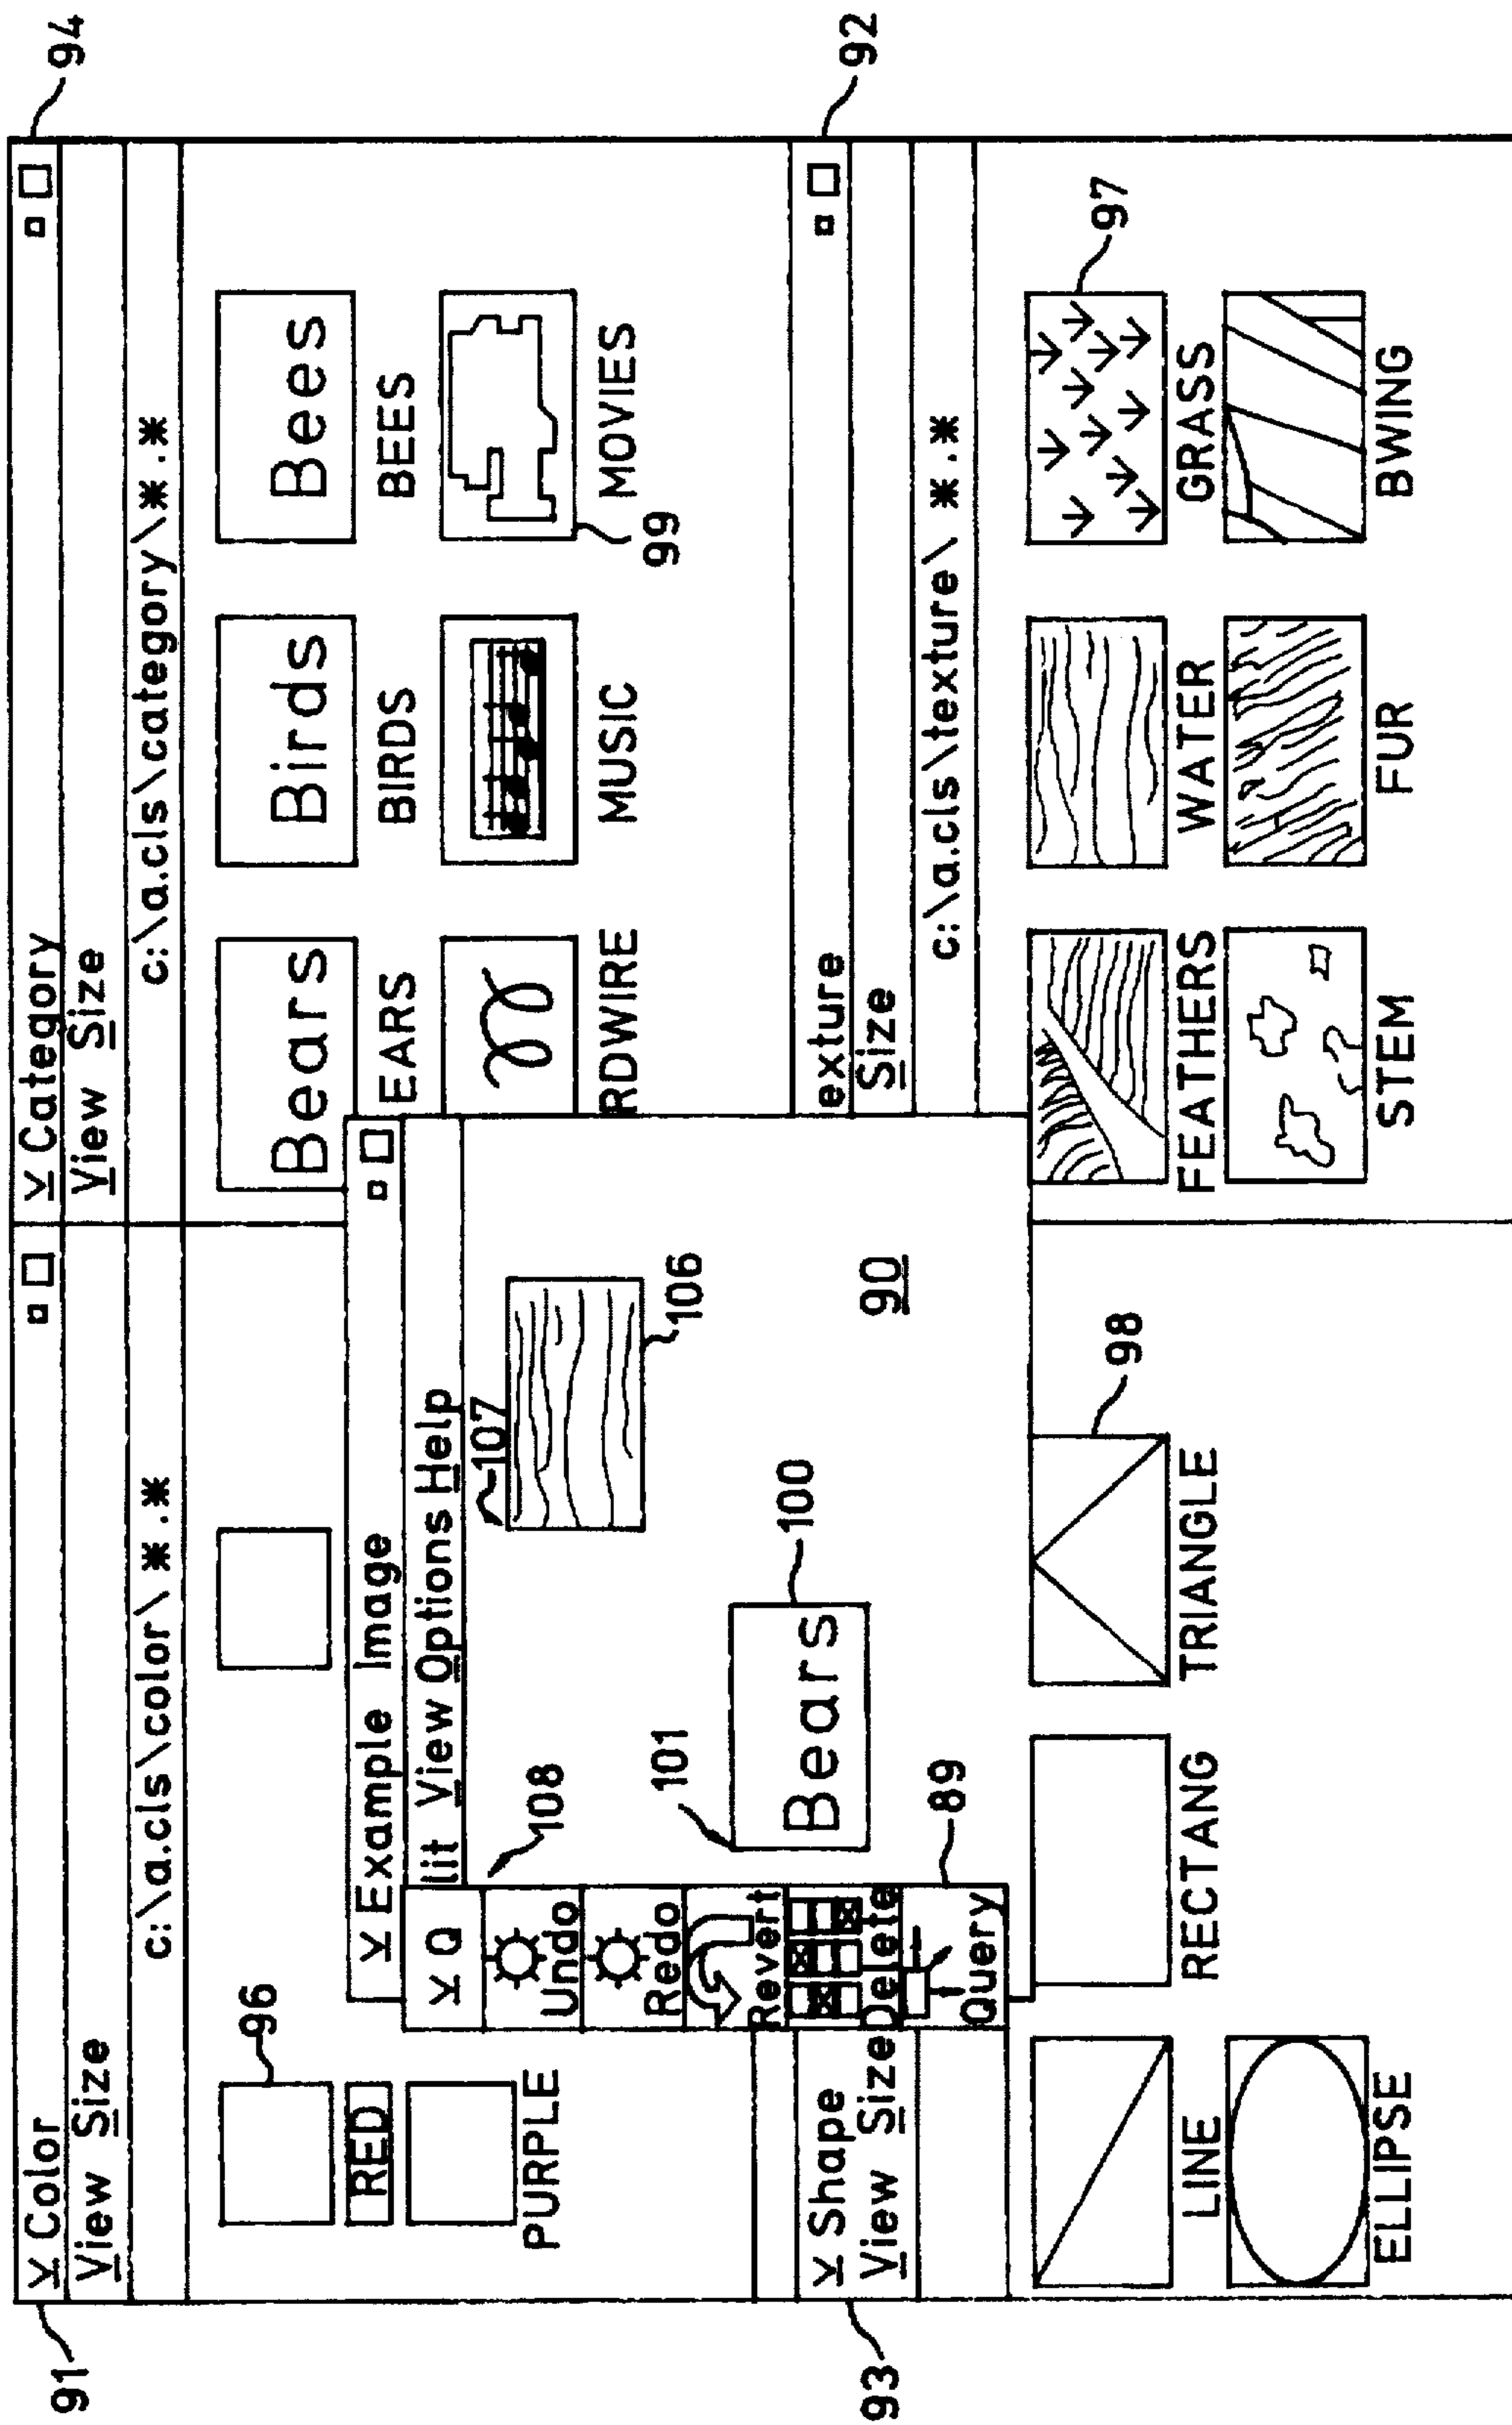 94
91
⊻ Color
⊻ Category
View Size
View Size
c:\a.cls\color\*.*
c:\a.cls\category\*.*
96
RED
PURPLE
Bears
Birds
Bees
EARS
BIRDS
BEES
RDWIRE
MUSIC
MOVIES
99
⊻ Example Image
⊻ Q
lit View Options Help
108
107
106
Undo
Redo
Revert
Delete
Query
101
Bears
100
89
90
92
93
⊻ Shape
View Size
exture
Size
c:\a.cls\texture\ *.*
98
97
LINE
RECTANG
TRIANGLE
FEATHERS
WATER
GRASS
ELLIPSE
STEM
FUR
BWING